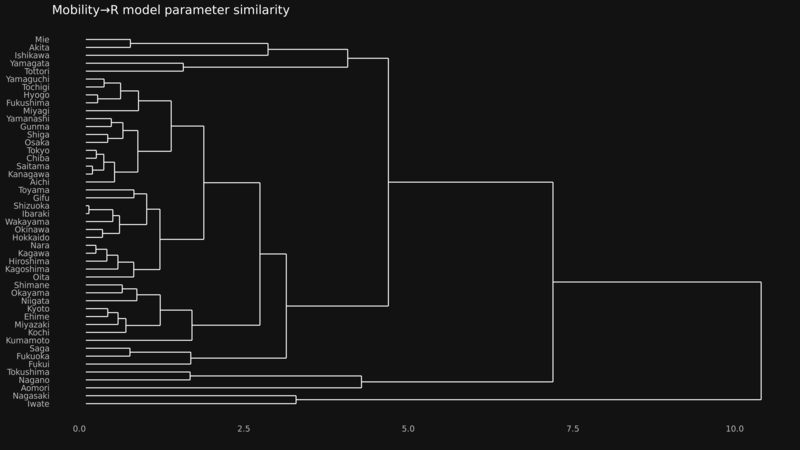 Mobility→R model parameter similarity
Mie
Akita
Ishikawa
Yamagata
Tottori
Yamaguchi
Tochigi
Hyogo
Fukushima
Miyagi
Yamanashi
Gunma
Shiga
Osaka
Tokyo
Chiba
Saitama
Kanagawa
Aichi
Toyama
Gifu
Shizuoka
Ibaraki
Wakayama
Okinawa
Hokkaido
Nara
Kagawa
Hiroshima
Kagoshima
Oita
Shimane
Okayama
Niigata
Kyoto
Ehime
Miyazaki
Kochi
Kumamoto
Saga
Fukuoka
Fukui
Tokushima
Nagano
Aomori
Nagasaki
Iwate
0.0 2.5 5.0 7.5 10.0